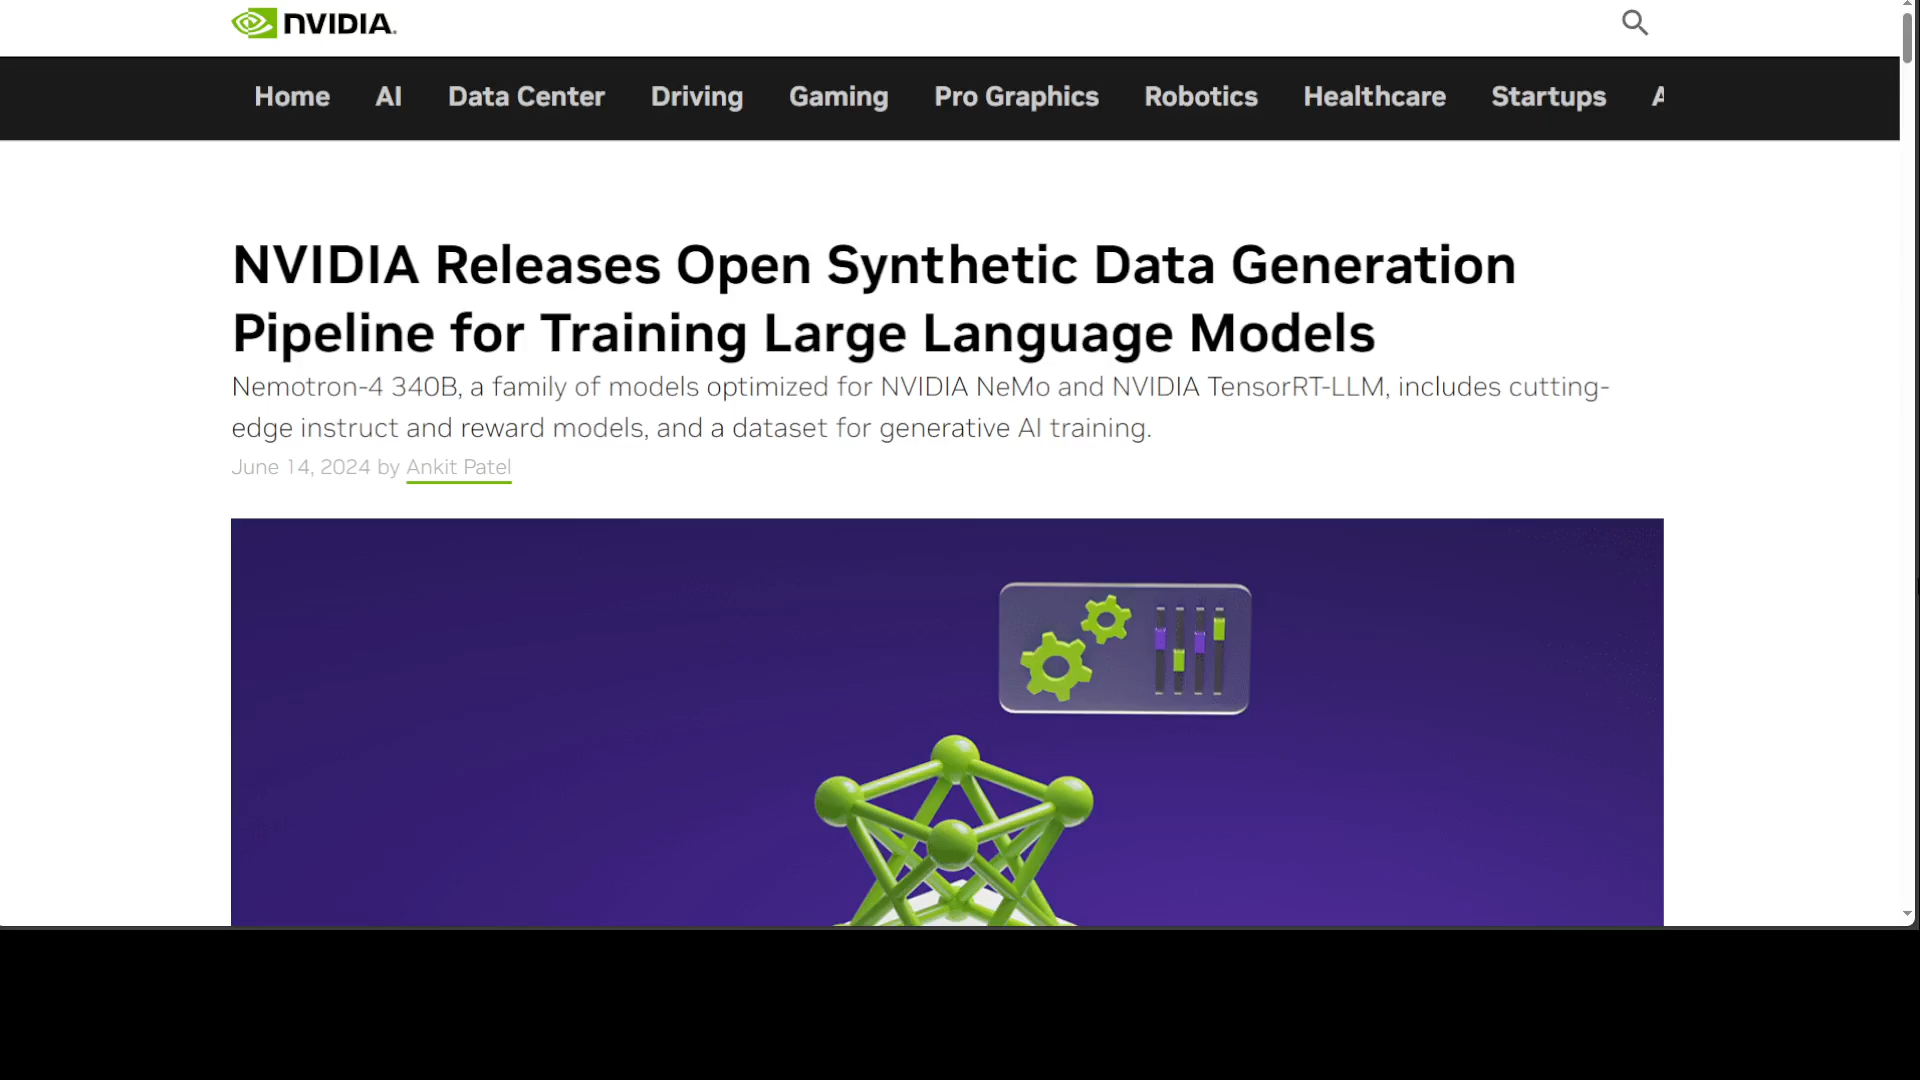 NVIDIA.
Home AI Data Center Driving Gaming Pro Graphics Robotics Healthcare Startups
NVIDIA Releases Open Synthetic Data Generation
Pipeline for Training Large Language Models
Nemotron-4 340B, a family of models optimized for NVIDIA NeMo and NVIDIA TensorRT-LLM, includes cutting-
edge instruct and reward models, and a dataset for generative AI training.
June 14, 2024 by Ankit Patel